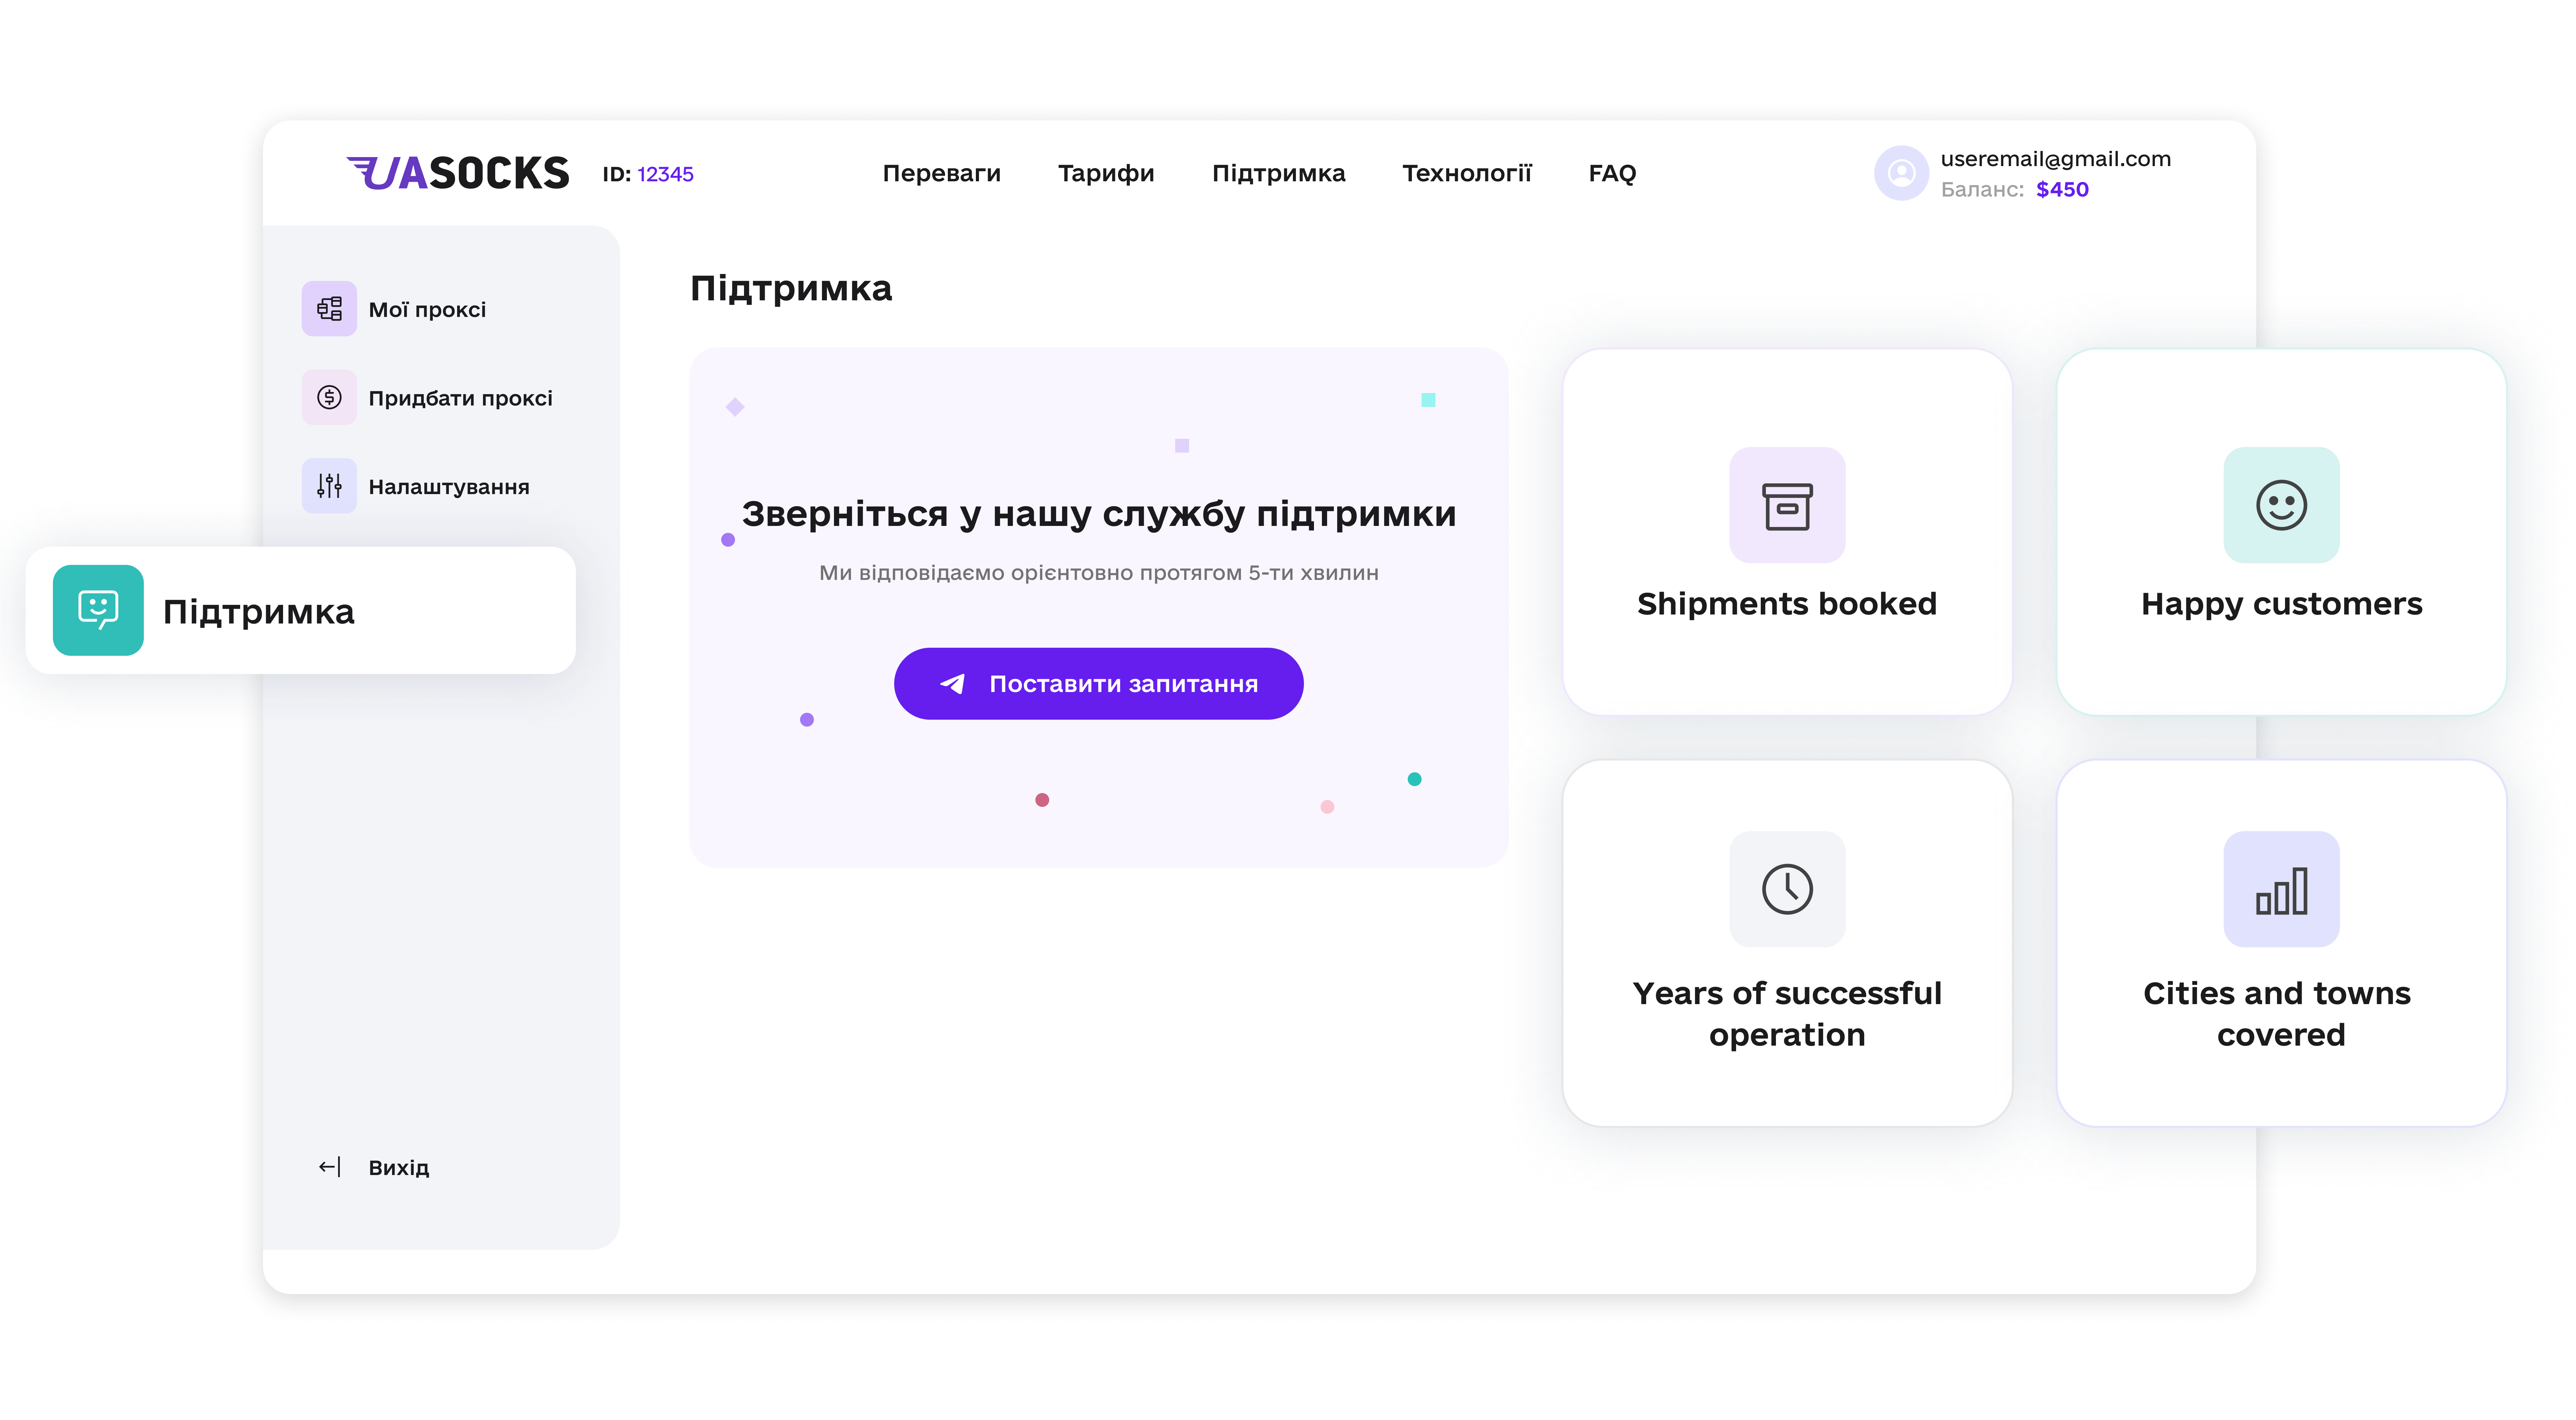 UASOCKS
ID: 12345
Переваги
Тарифи
Підтримка
Технології
FAQ
useremail@gmail.com
Баланс: $450
Мої проксі
Придбати проксі
Налаштування
Підтримка
Вихід
Підтримка
Зверніться у нашу службу підтримки
Ми відповідаємо орієнтовно протягом 5-ти хвилин
Поставити запитання
Shipments booked
Happy customers
Years of successful
operation
Cities and towns
covered